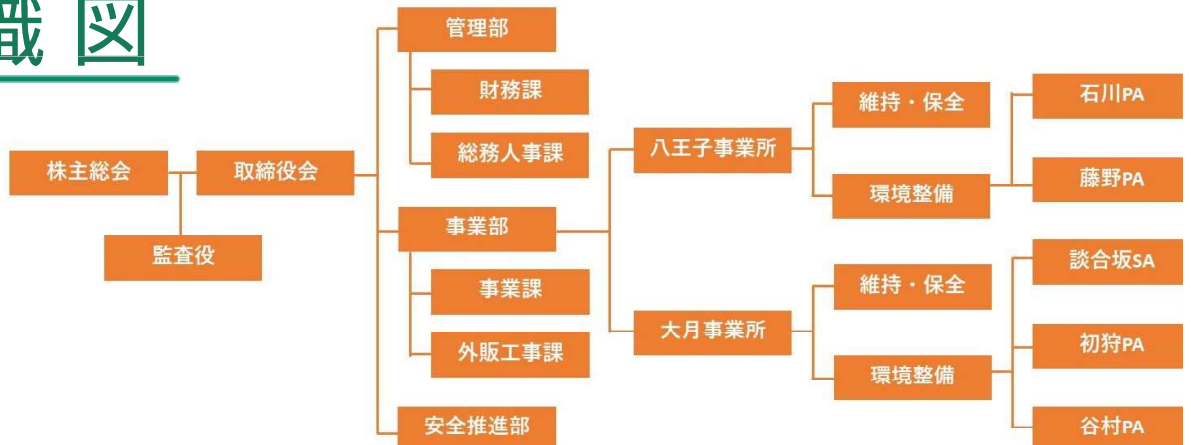 織図
株主総会
取締役会
監査役
管理部
財務課
総務人事課
事業部
事業課
外販工事課
安全推進部
八王子事業所
維持・保全
環境整備
石川PA
藤野PA
大月事業所
維持・保全
環境整備
談合坂SA
初狩PA
谷村PA